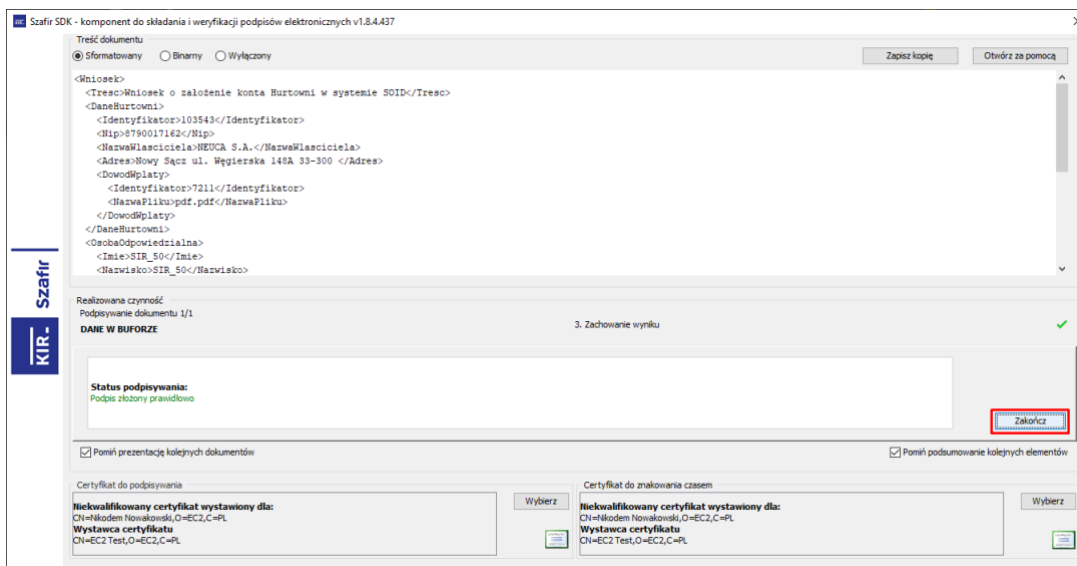 Szafir SDK - komponent do składania i weryfikacji podpisów elektronicznych v1.8.4.437
Treść dokumentu
Sformatowany Binarny Wyłączony Zapisz kopię Otwórz za pomocą
<Wniosek>
<Tresc>Wniosek o założenie konta Hurtowni w systemie SOID</Tresc>
<DaneHurtowni>
<Identyfikator>103543</Identyfikator>
<Nip>8790017162</Nip>
<NazwaWlasciciela>NEUCA S.A.</NazwaWlasciciela>
<Adres>Nowy Sącz ul. Węgierska 148A 33-300 </Adres>
<DowodWplaty>
<Identyfikator>7211</Identyfikator>
<NazwaPliku>pdf.pdf</NazwaPliku>
</DowodWplaty>
</DaneHurtowni>
<OsobaOdpowiedzialna>
<Imie>SIR_50</Imie>
<Nazwisko>SIR_50</Nazwisko>
Szafir
KIR
Realizowana czynność
Podpisywanie dokumentu 1/1
DANE W BUFORZE
3. Zachowanie wyniku
Status podpisywania:
Podpis złożony prawidłowo
Zakończ
Pomiń prezentację kolejnych dokumentów
Pomiń podsumowanie kolejnych elementów
Certyfikat do podpisywania
Niekwalifikowany certyfikat wystawiony dla:
CN=Nikodem Nowakowski,O=EC2,C=PL
Wystawca certyfikatu
CN=EC2 Test,O=EC2,C=PL
Wybierz
Certyfikat do znakowania czasem
Niekwalifikowany certyfikat wystawiony dla:
CN=Nikodem Nowakowski,O=EC2,C=PL
Wystawca certyfikatu
CN=EC2 Test,O=EC2,C=PL
Wybierz